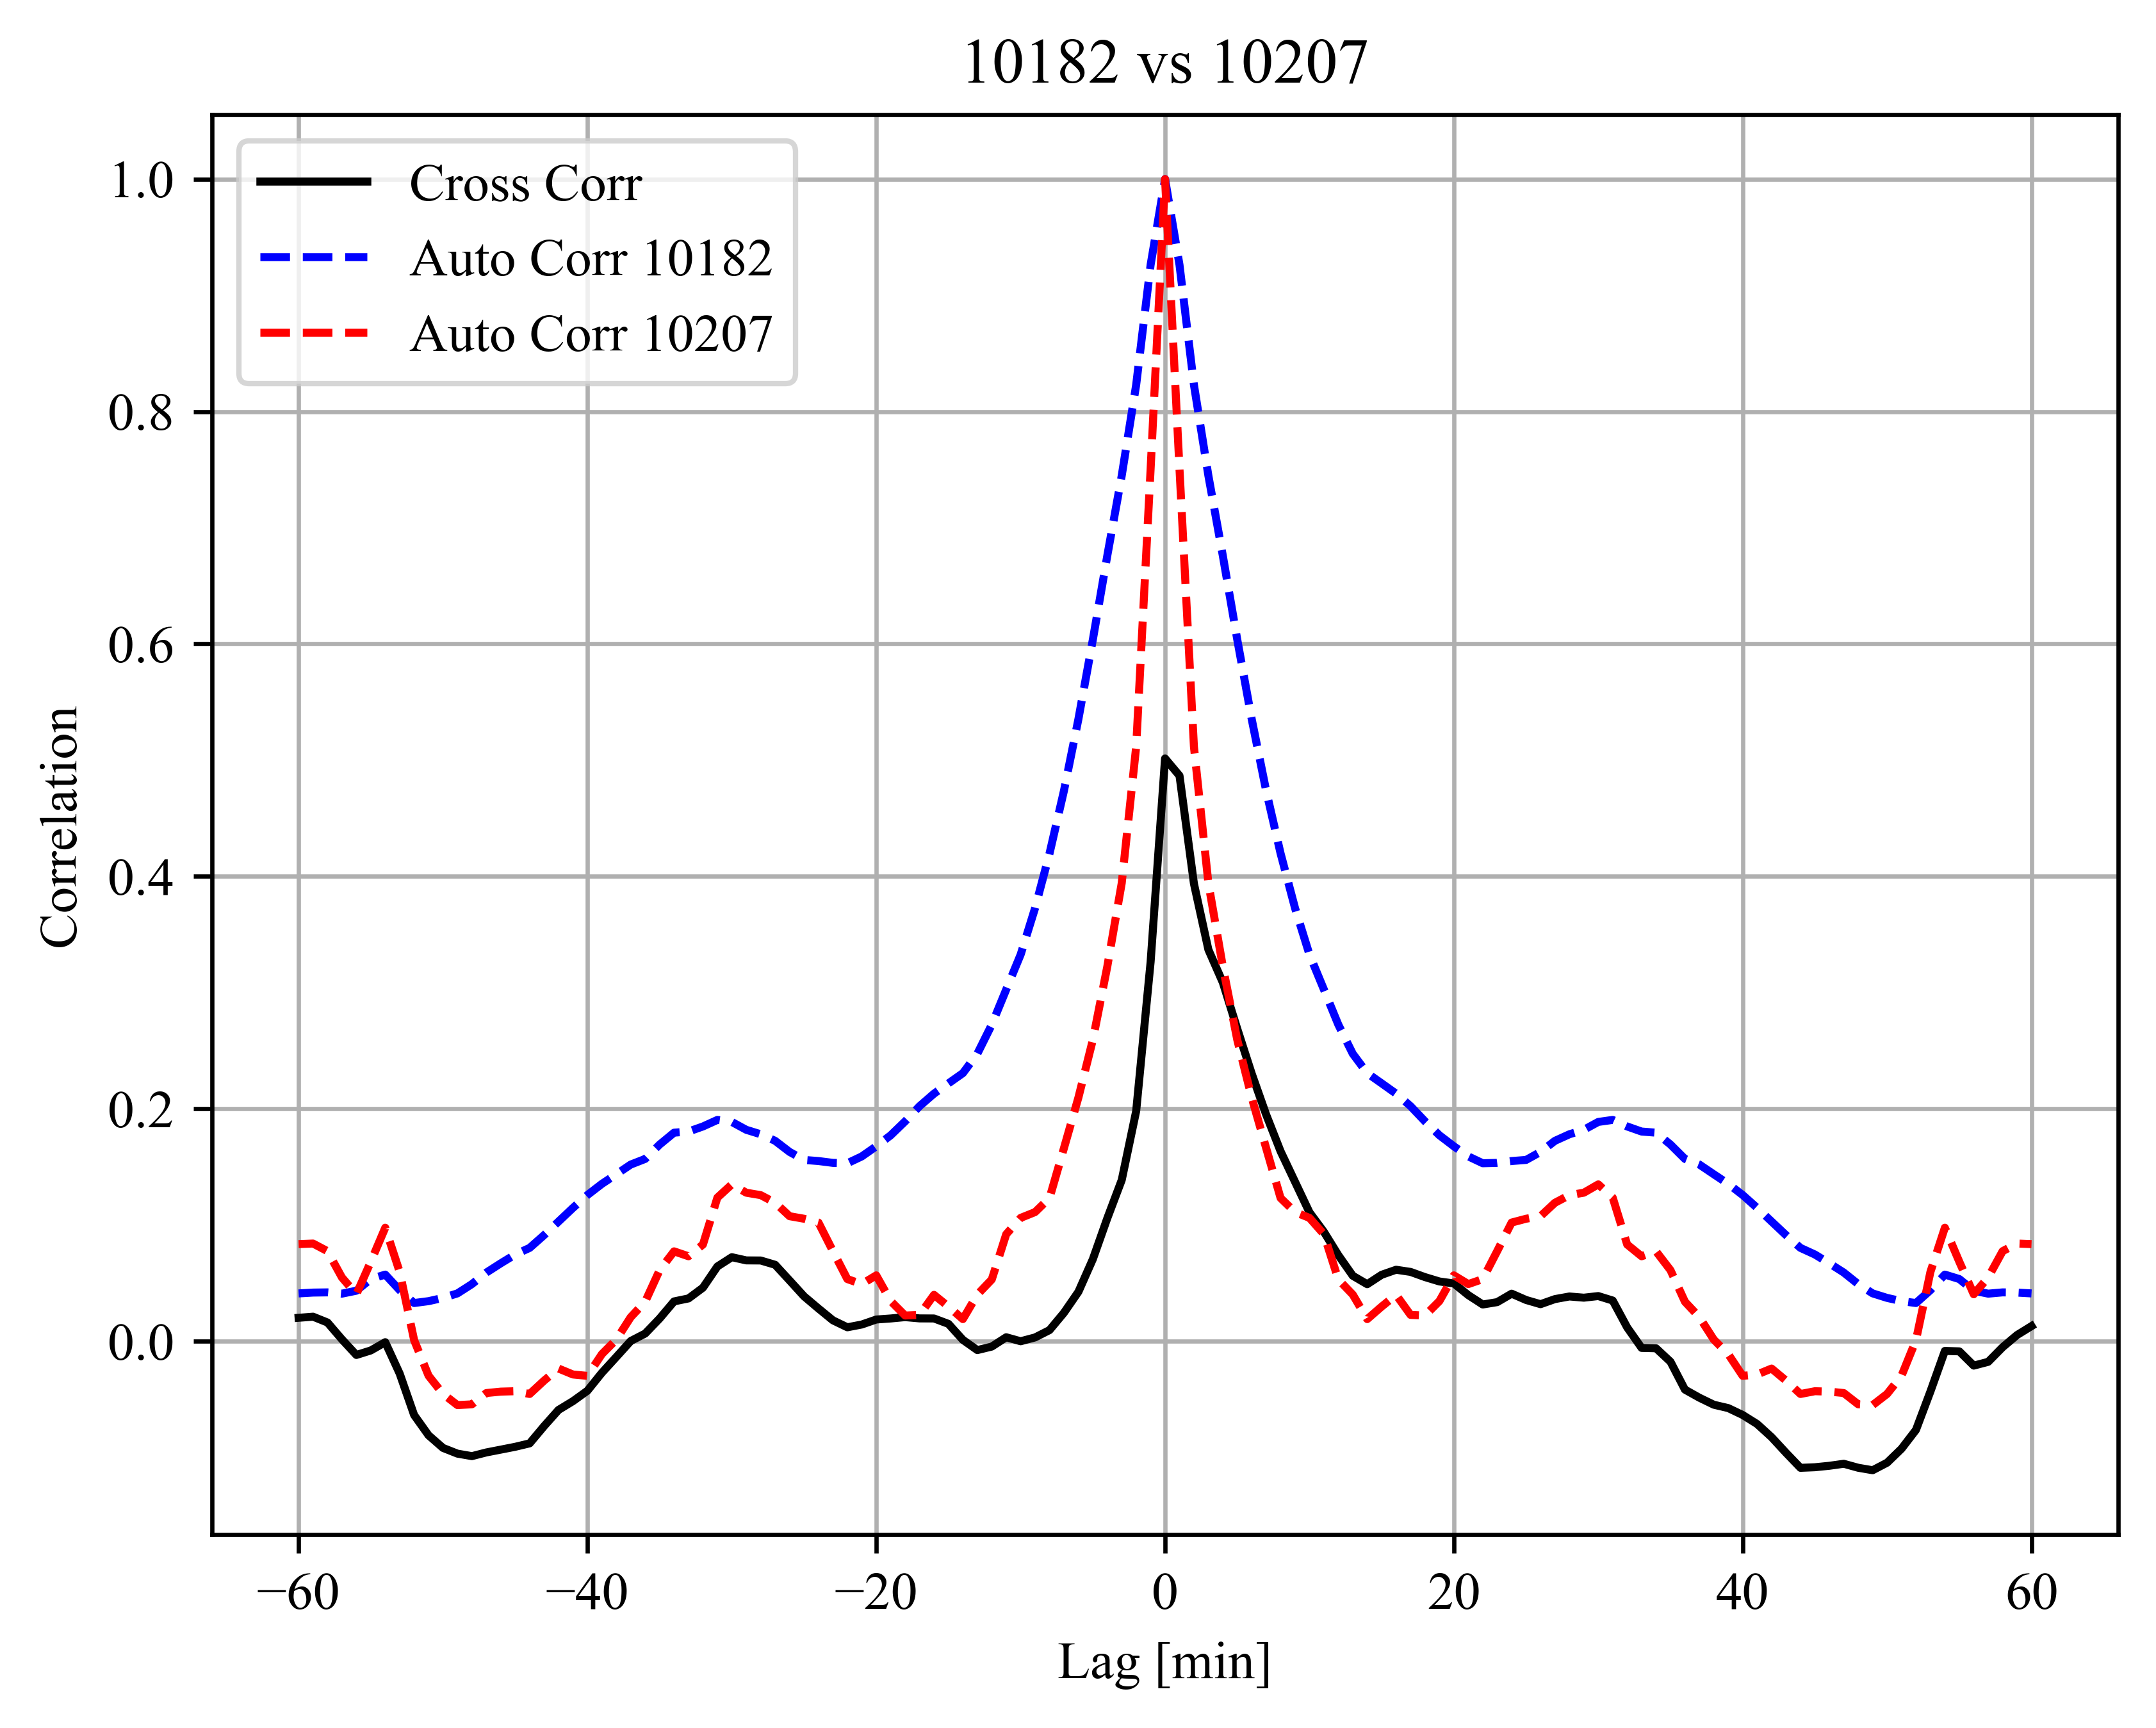 10182 vs 10207
Cross Corr
Auto Corr 10182
Auto Corr 10207
1.0
0.8
0.6
0.4
0.2
0.0
Correlation
−60
−40
−20
0
20
40
60
Lag [min]